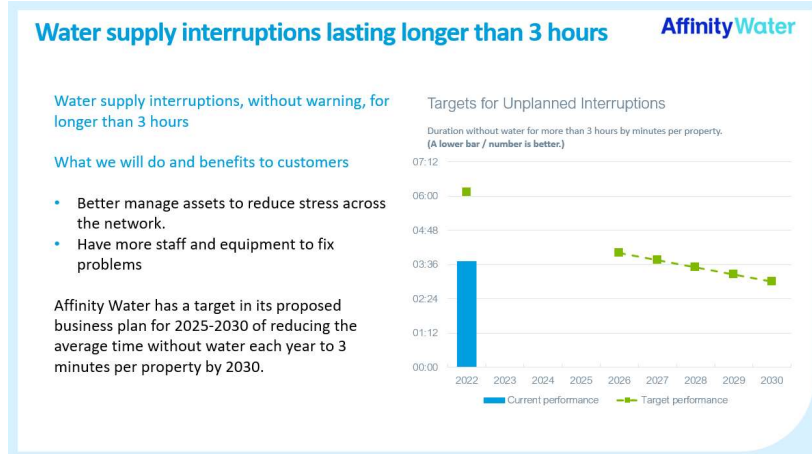 Water supply interruptions lasting longer than 3 hours
AffinityWater
Water supply interruptions, without warning, for
longer than 3 hours
What we will do and benefits to customers
• Better manage assets to reduce stress across
the network.
• Have more staff and equipment to fix
problems
Affinity Water has a target in its proposed
business plan for 2025-2030 of reducing the
average time without water each year to 3
minutes per property by 2030.
Targets for Unplanned Interruptions
Duration without water for more than 3 hours by minutes per property.
(A lower bar / number is better.)
07:12
06:00
04:48
03:36
02:24
01:12
00:00
2022 2023 2024 2025 2026 2027 2028 2029 2030
Current performance Target performance